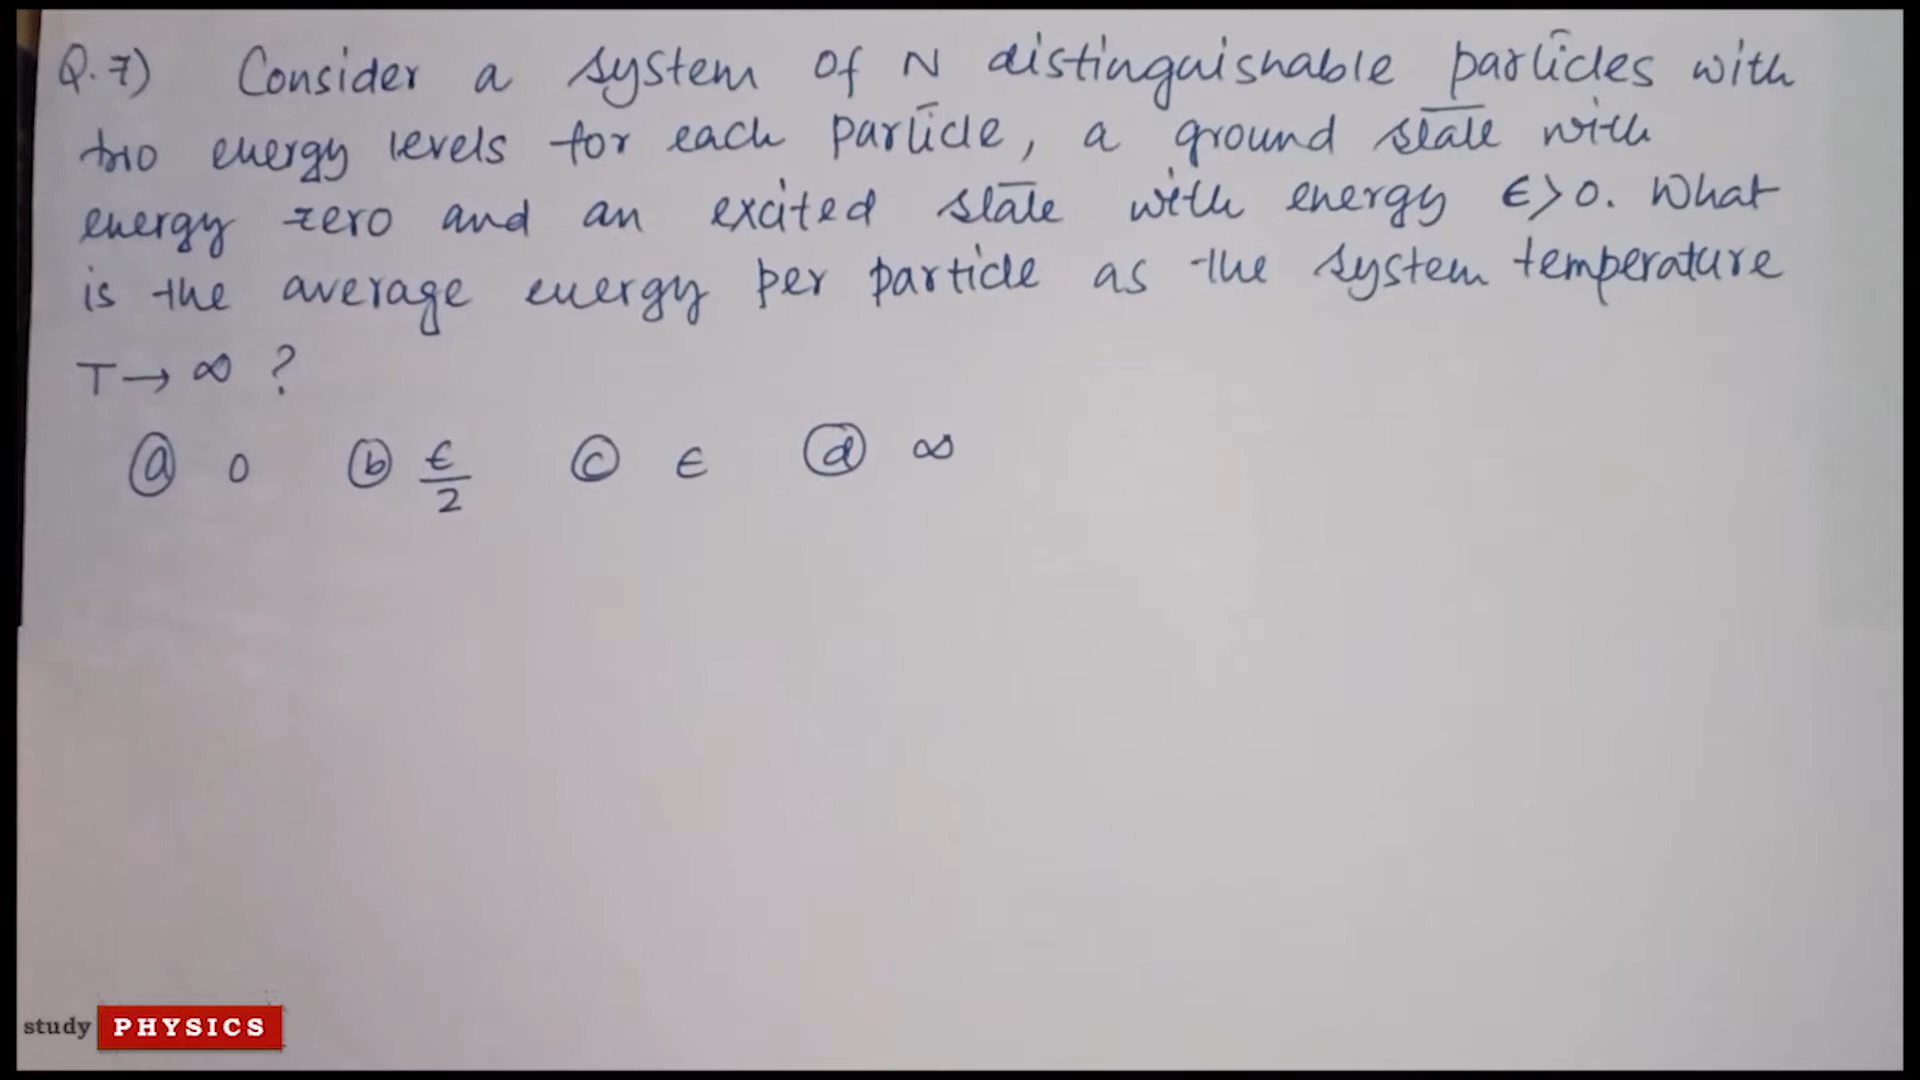 Q.7) Consider a system of N distinguishable particles with
two energy levels for each particle, a ground state with
energy zero and an excited state with energy ϵ>0. What
is the average energy per particle as the system temperature
T→∞ ?
ⓐ 0 ⓑ ϵ/2 ⓒ ϵ ⓓ ∞
study PHYSICS